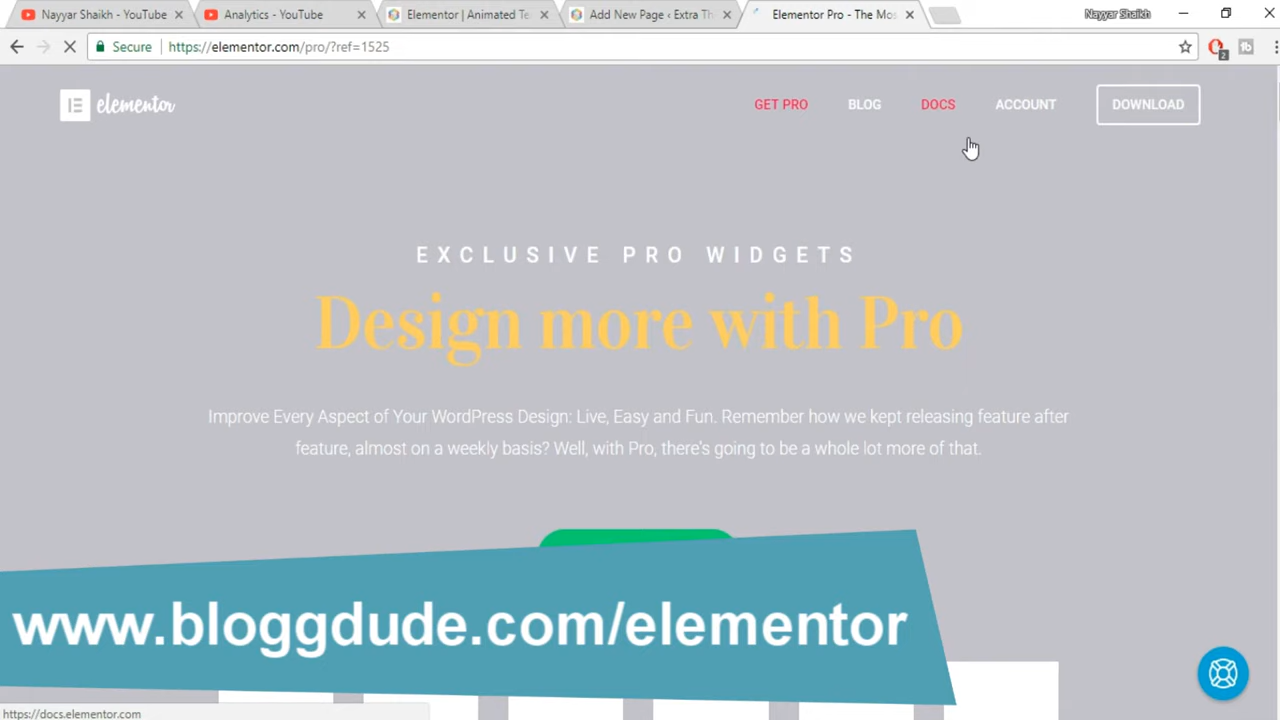 Nayyar Shaikh - YouTube
Analytics - YouTube
Elementor | Animated Te
Add New Page ‹ Extra Th
Elementor Pro - The Mos
Nayyar Shaikh
Secure
https://elementor.com/pro/?ref=1525
2
elementor
GET PRO
BLOG
DOCS
ACCOUNT
DOWNLOAD
EXCLUSIVE PRO WIDGETS
Design more with Pro
Improve Every Aspect of Your WordPress Design: Live, Easy and Fun. Remember how we kept releasing feature after
feature, almost on a weekly basis? Well, with Pro, there's going to be a whole lot more of that.
www.bloggdude.com/elementor
https://docs.elementor.com